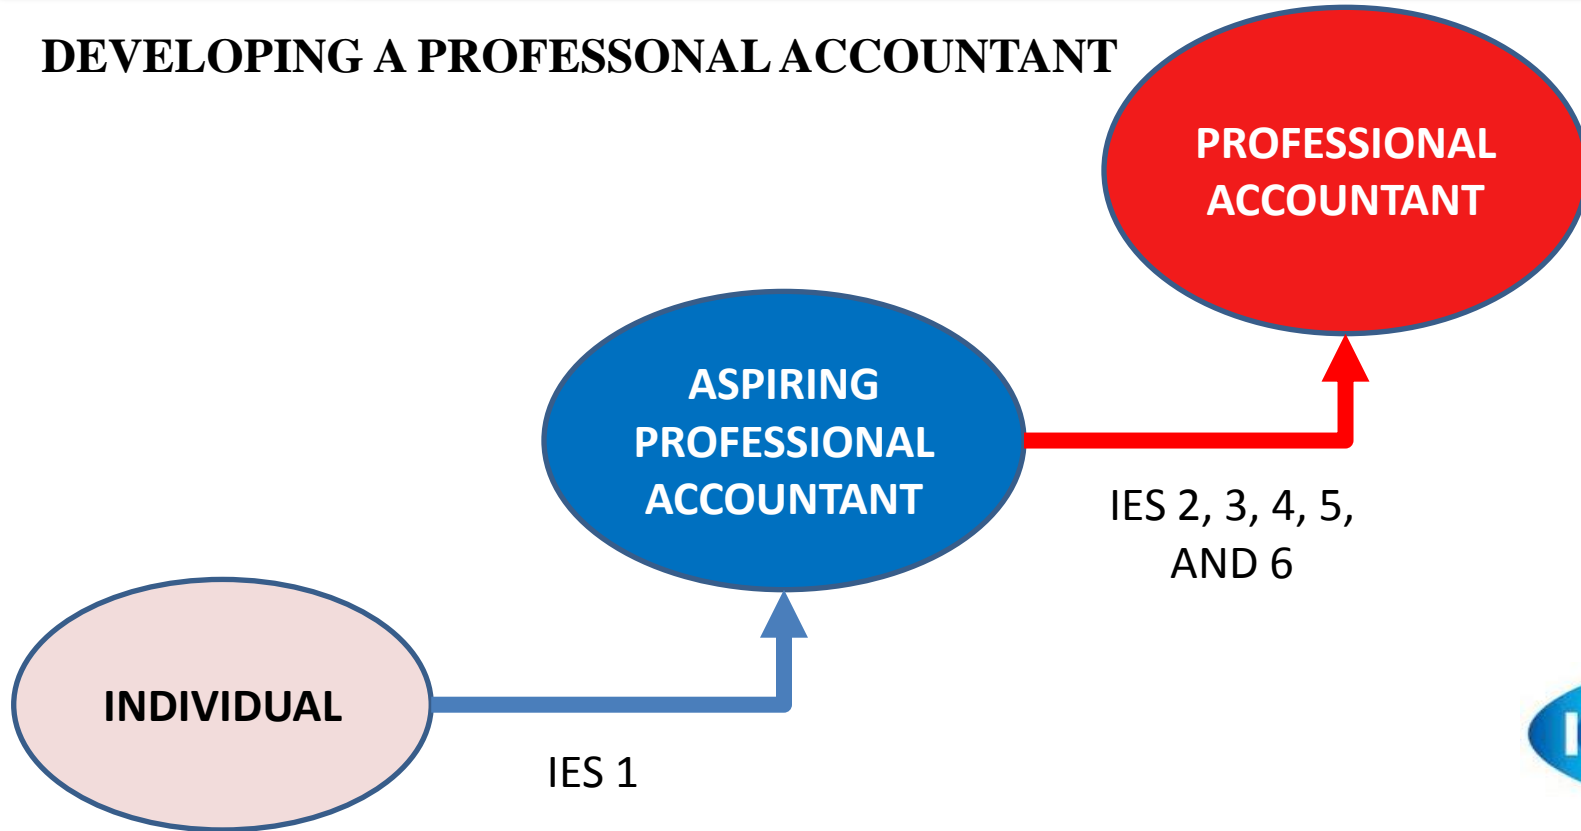 DEVELOPING A PROFESSONAL ACCOUNTANT
PROFESSIONAL
ACCOUNTANT
ASPIRING
PROFESSIONAL
ACCOUNTANT
IES 2, 3, 4, 5,
AND 6
INDIVIDUAL
IES 1